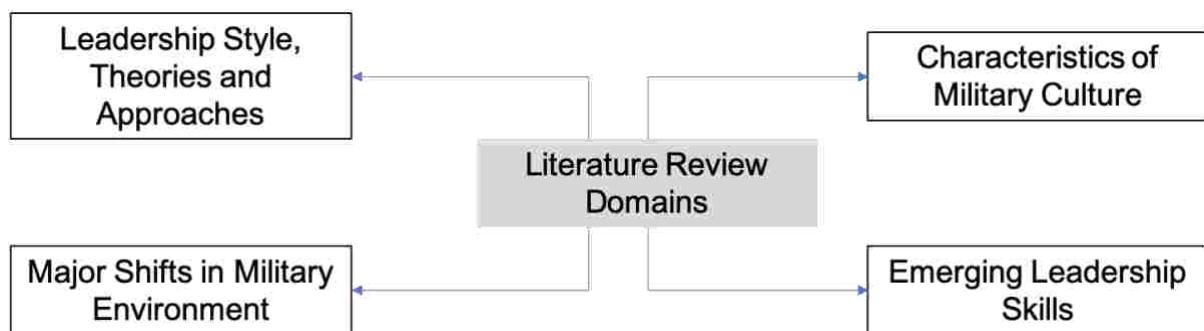 Leadership Style,
Theories and
Approaches
Characteristics of
Military Culture
Literature Review
Domains
Major Shifts in Military
Environment
Emerging Leadership
Skills